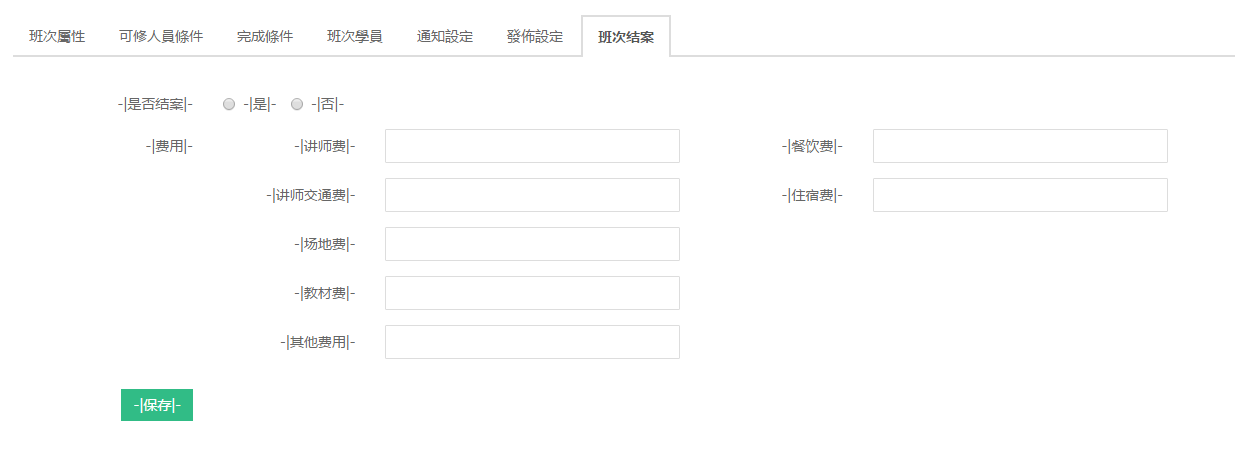 班次屬性 可修人員條件 完成條件 班次學員 通知設定 發佈設定 班次结案
-|是否结案|- -|是|- -|否|-
-|费用|- -|讲师费|- -|餐饮费|-
-|讲师交通费|- -|住宿费|-
-|场地费|-
-|教材费|-
-|其他费用|-
-|保存|-